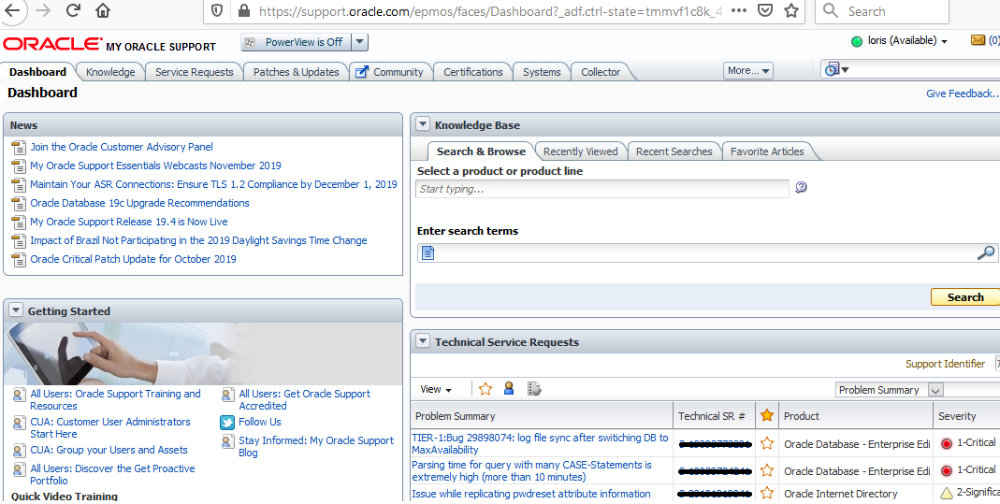 https://support.oracle.com/epmos/faces/Dashboard?_adf.ctrl-state=tmmvf1c8k_4
Search
ORACLE MY ORACLE SUPPORT
PowerView is Off
loris (Available)
(0)
Dashboard
Knowledge
Service Requests
Patches & Updates
Community
Certifications
Systems
Collector
More...
Dashboard
Give Feedback..
News
Join the Oracle Customer Advisory Panel
My Oracle Support Essentials Webcasts November 2019
Maintain Your ASR Connections: Ensure TLS 1.2 Compliance by December 1, 2019
Oracle Database 19c Upgrade Recommendations
My Oracle Support Release 19.4 is Now Live
Impact of Brazil Not Participating in the 2019 Daylight Savings Time Change
Oracle Critical Patch Update for October 2019
Getting Started
All Users: Oracle Support Training and
Resources
CUA: Customer User Administrators
Start Here
CUA: Group your Users and Assets
All Users: Discover the Get Proactive
Portfolio
All Users: Get Oracle Support
Accredited
Follow Us
Stay Informed: My Oracle Support
Blog
Quick Video Training
Knowledge Base
Search & Browse
Recently Viewed
Recent Searches
Favorite Articles
Select a product or product line
Start typing...
Enter search terms
Search
Technical Service Requests
Support Identifier
View
Problem Summary
Problem Summary
Technical SR #
Product
Severity
TIER-1:Bug 29898074: log file sync after switiching DB to
MaxAvailability
Oracle Database - Enterprise Edi
1-Critical
Parsing time for query with many CASE-Statements is
extremely high (more than 10 minutes)
Oracle Database - Enterprise Edi
1-Critical
Issue while replicating pwdreset attribute information
Oracle Internet Directory
2-Significa